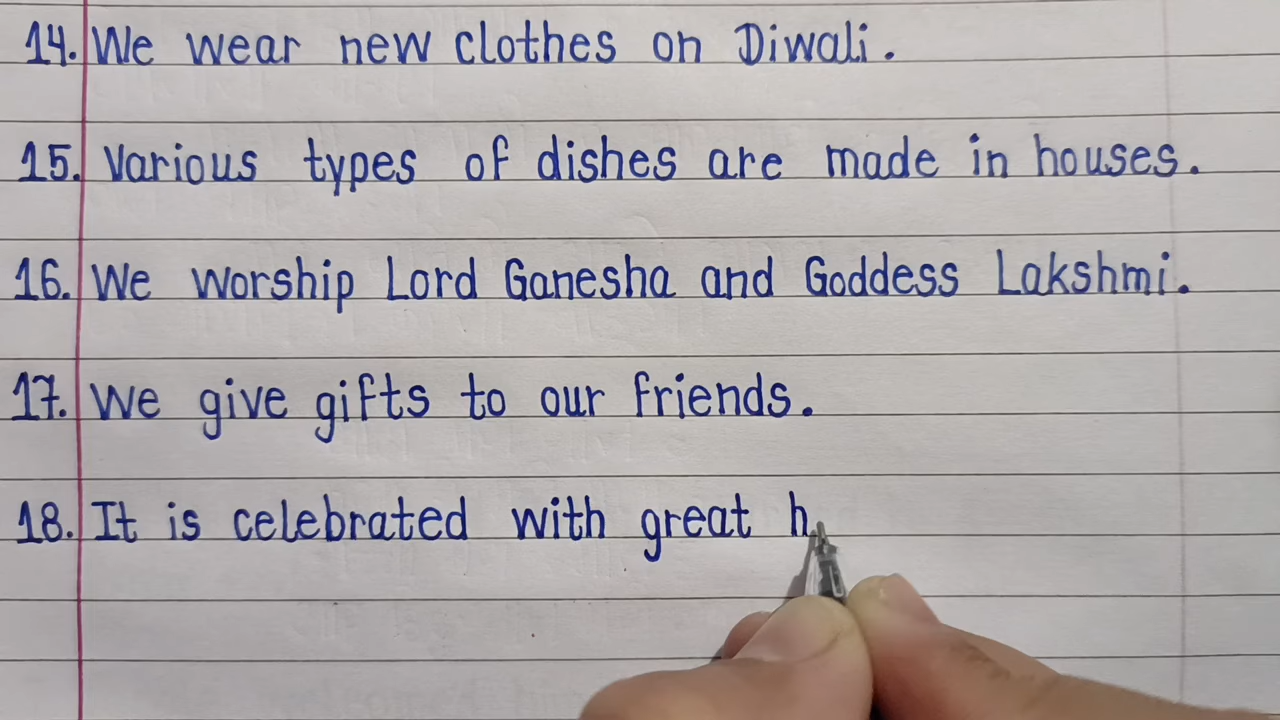 14. We wear new clothes on Diwali.
15. Various types of dishes are made in houses.
16. We worship Lord Ganesha and Goddess Lakshmi.
17. We give gifts to our friends.
18. It is celebrated with great h